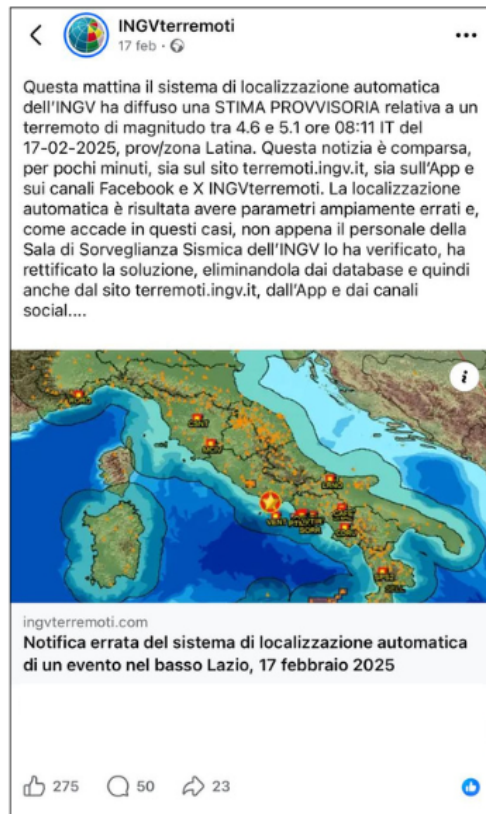 INGVterremoti
17 feb
Questa mattina il sistema di localizzazione automatica
dell'INGV ha diffuso una STIMA PROVVISORIA relativa a un
terremoto di magnitudo tra 4.6 e 5.1 ore 08:11 IT del
17-02-2025, prov/zona Latina. Questa notizia è comparsa,
per pochi minuti, sia sul sito terremoti.ingv.it, sia sull'App e
sui canali Facebook e X INGVterremoti. La localizzazione
automatica è risultata avere parametri ampiamente errati e,
come accade in questi casi, non appena il personale della
Sala di Sorveglianza Sismica dell'INGV lo ha verificato, ha
rettificato la soluzione, eliminandola dai database e quindi
anche dal sito terremoti.ingv.it, dall'App e dai canali
social....
i
ingvterremoti.com
Notifica errata del sistema di localizzazione automatica
di un evento nel basso Lazio, 17 febbraio 2025
275 50 23